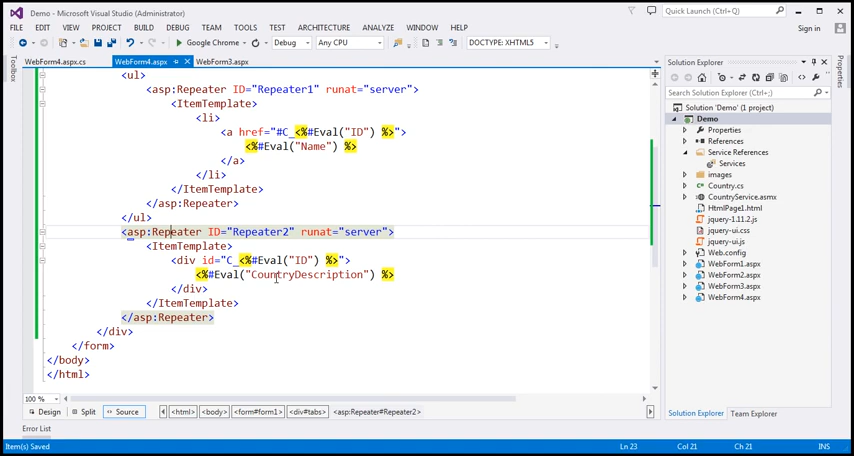 Demo - Microsoft Visual Studio (Administrator)
Quick Launch (Ctrl+Q)
FILE EDIT VIEW PROJECT BUILD DEBUG TEAM TOOLS TEST ARCHITECTURE ANALYZE WINDOW HELP
Sign in
Google Chrome Debug Any CPU DOCTYPE: XHTML5
Toolbox
WebForm4.aspx.cs WebForm4.aspx WebForm3.aspx
<ul>
<asp:Repeater ID="Repeater1" runat="server">
<ItemTemplate>
<li>
<a href="#C_<%#Eval("ID") %>">
<%#Eval("Name") %>
</a>
</li>
</ItemTemplate>
</asp:Repeater>
</ul>
<asp:Repeater ID="Repeater2" runat="server">
<ItemTemplate>
<div id="C_<%#Eval("ID") %>">
<%#Eval("CountryDescription") %>
</div>
</ItemTemplate>
</asp:Repeater>
</div>
</form>
</body>
</html>
100 %
Design Split Source <html> <body> <form#form1> <div#tabs> <asp:Repeater#Repeater2>
Error List
Item(s) Saved Ln 23 Col 21 Ch 21 INS
Solution Explorer
Search Solution Explorer (Ctrl+;)
Solution 'Demo' (1 project)
Demo
Properties
References
Service References
Services
images
Country.cs
CountryService.asmx
HtmlPage1.html
jquery-1.11.2.js
jquery-ui.css
jquery-ui.js
Web.config
WebForm1.aspx
WebForm2.aspx
WebForm3.aspx
WebForm4.aspx
Solution Explorer Team Explorer
Properties